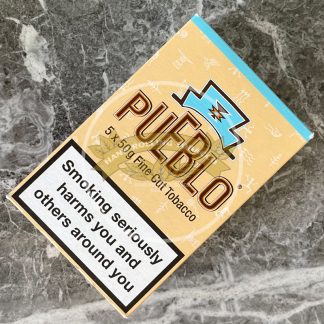 PUEBLO®
5 x 50g Fine Cut Tobacco
Smoking seriously
harms you and
others around you